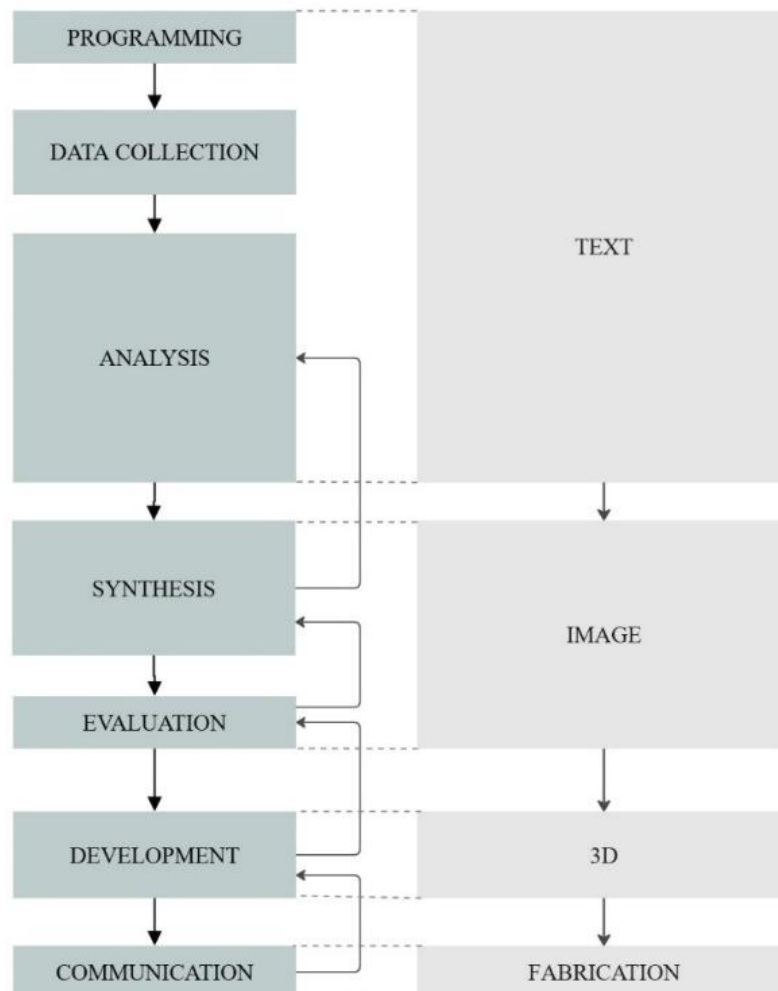 PROGRAMMING
DATA COLLECTION
ANALYSIS
SYNTHESIS
EVALUATION
DEVELOPMENT
COMMUNICATION
TEXT
IMAGE
3D
FABRICATION